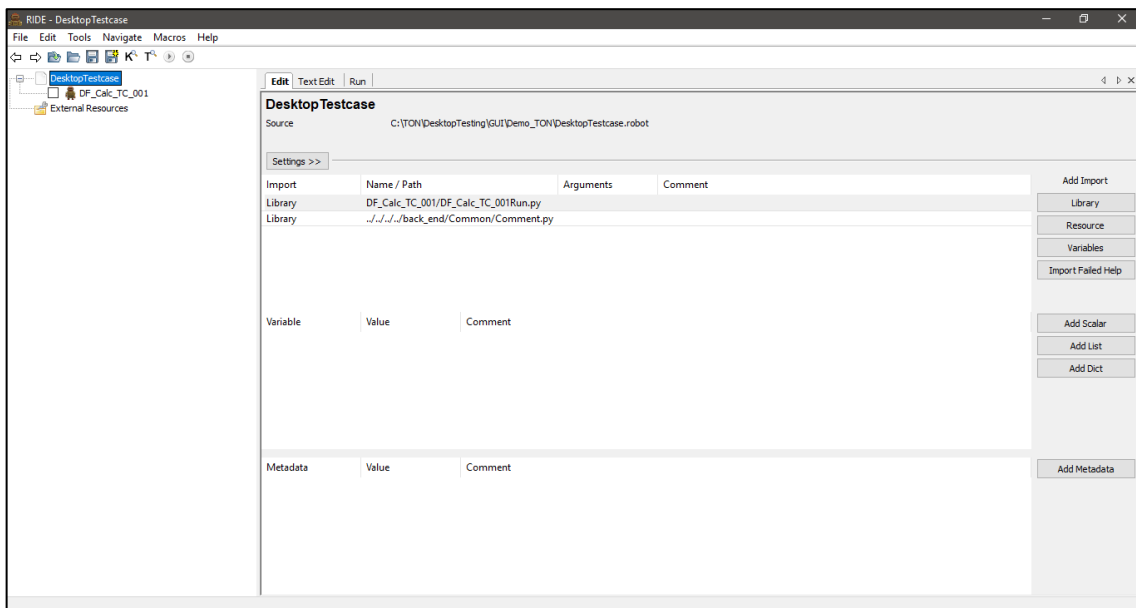 RIDE - DesktopTestcase
File Edit Tools Navigate Macros Help
DesktopTestcase
DF_Calc_TC_001
External Resources
Edit Text Edit Run
DesktopTestcase
Source C:\TON\DesktopTesting\GUI\Demo_TON\DesktopTestcase.robot
Settings >>
Import Name / Path Arguments Comment Add Import
Library DF_Calc_TC_001/DF_Calc_TC_001Run.py Library
Library ../../../../back_end/Common/Comment.py
Resource
Variables
Import Failed Help
Variable Value Comment Add Scalar
Add List
Add Dict
Metadata Value Comment Add Metadata